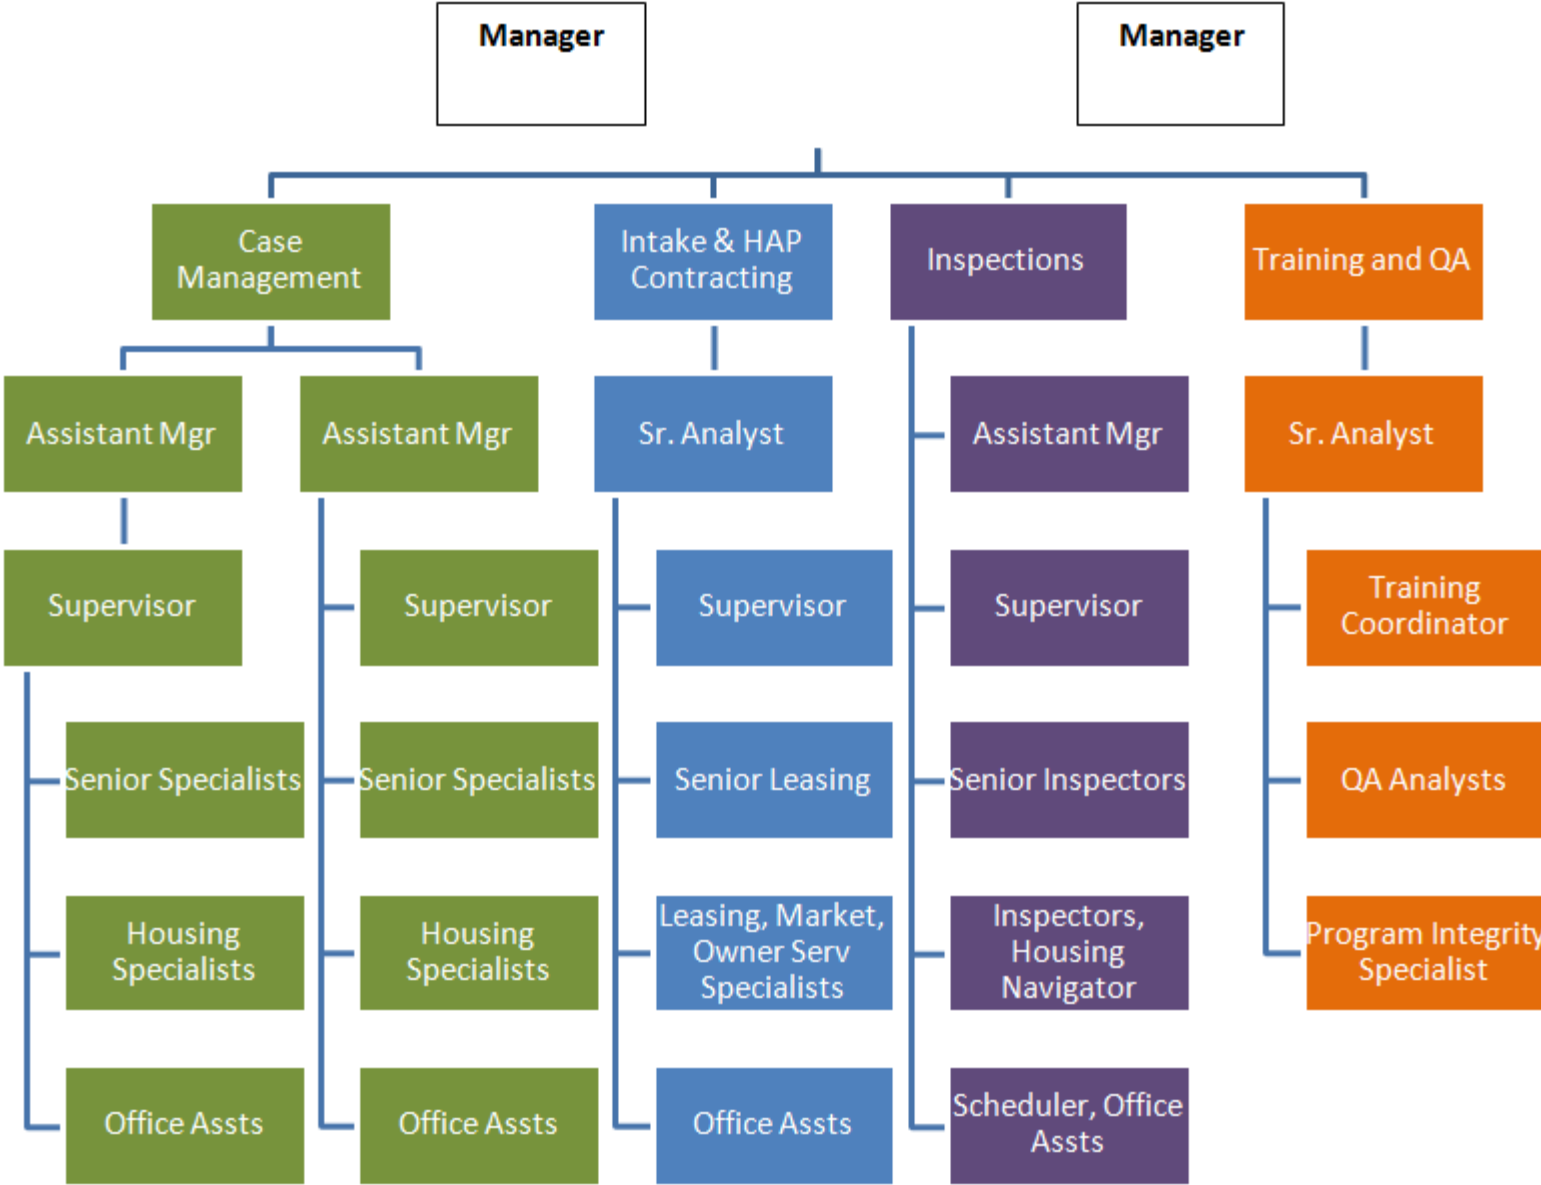 Manager
Manager
Case
Management
Intake & HAP
Contracting
Inspections
Training and QA
Assistant Mgr
Assistant Mgr
Sr. Analyst
Assistant Mgr
Sr. Analyst
Supervisor
Supervisor
Supervisor
Supervisor
Training
Coordinator
Senior Specialists
Senior Specialists
Senior Leasing
Senior Inspectors
QA Analysts
Housing
Specialists
Housing
Specialists
Leasing, Market,
Owner Serv
Specialists
Inspectors,
Housing
Navigator
Program Integrity
Specialist
Office Assts
Office Assts
Office Assts
Scheduler, Office
Assts